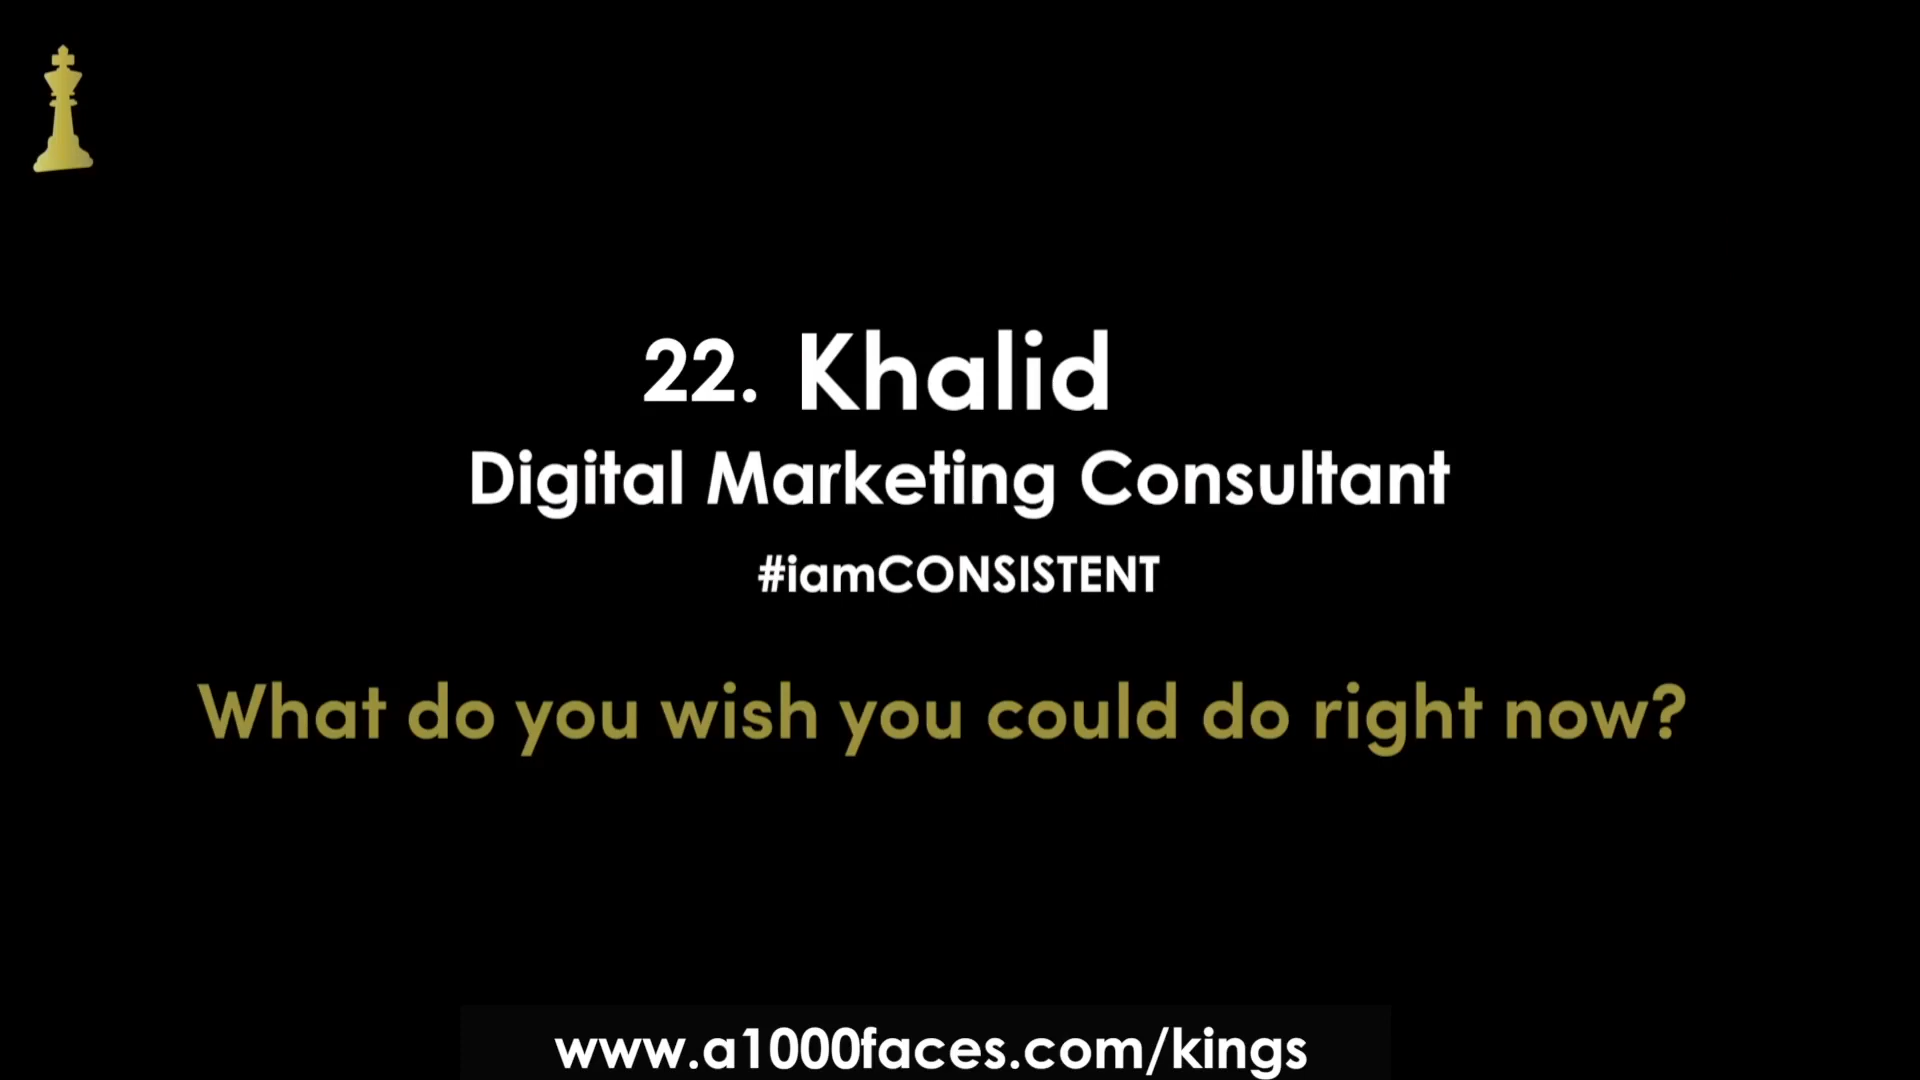 22. Khalid
Digital Marketing Consultant
#iamCONSISTENT
What do you wish you could do right now?
www.a1000faces.com/kings